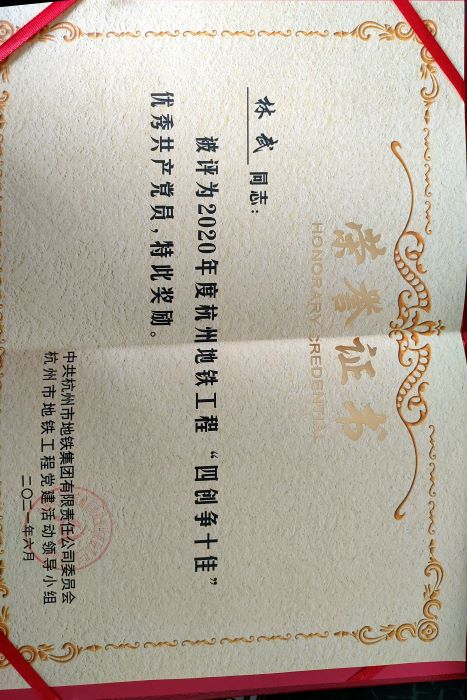 荣誉证书
HONORARY CREDENTIAL
林武 同志：
被评为2020年度杭州地铁工程“四创争十佳”
优秀共产党员，特此奖励。
中共杭州市地铁集团有限责任公司委员会
杭州市地铁工程党建活动领导小组
二〇二一年六月